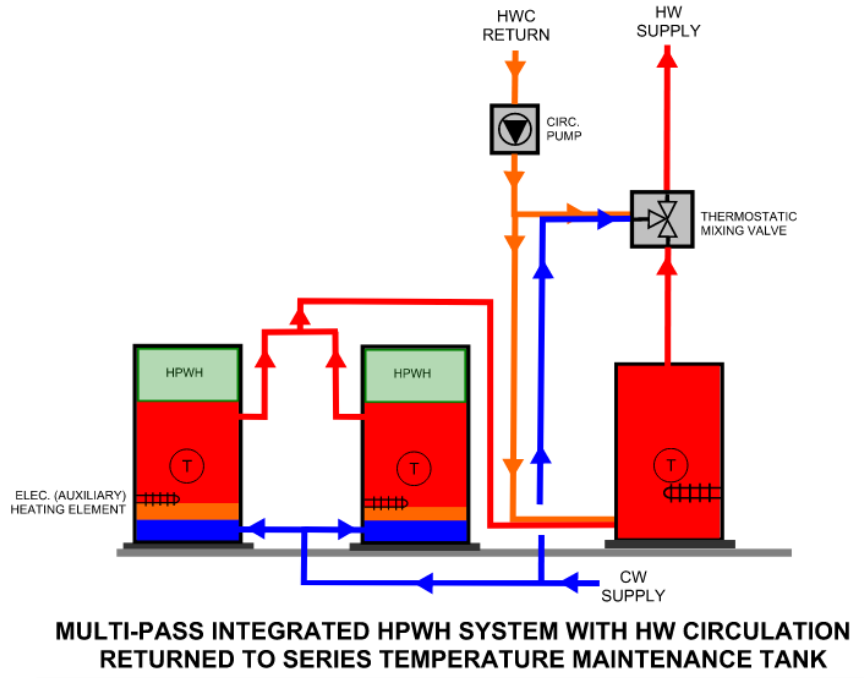 HWC
RETURN
HW
SUPPLY
CIRC.
PUMP
THERMOSTATIC
MIXING VALVE
HPWH
HPWH
T
T
T
ELEC. (AUXILIARY)
HEATING ELEMENT
CW
SUPPLY
MULTI-PASS INTEGRATED HPWH SYSTEM WITH HW CIRCULATION
RETURNED TO SERIES TEMPERATURE MAINTENANCE TANK